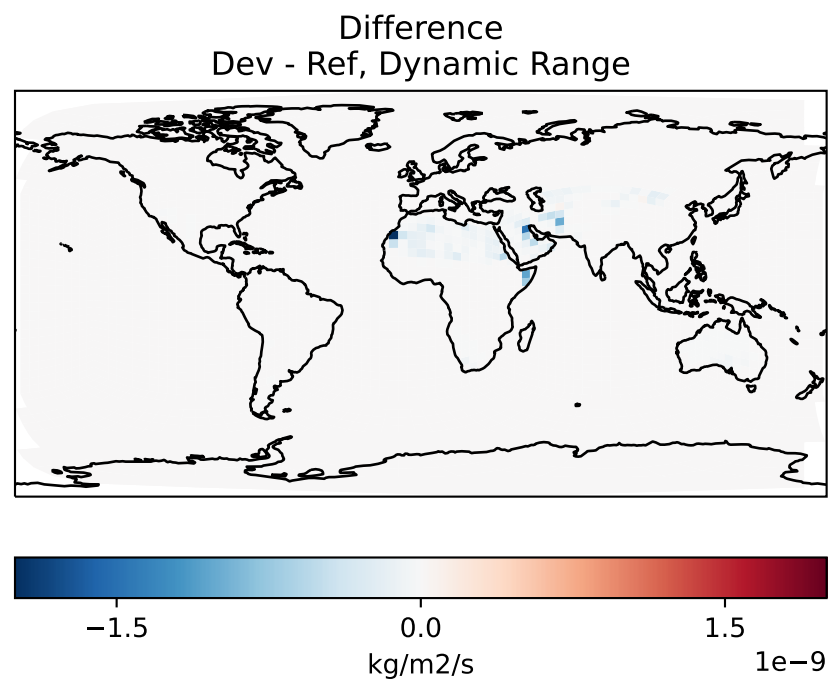 Difference
Dev - Ref, Dynamic Range
−1.5 0.0 1.5
kg/m2/s 1e−9